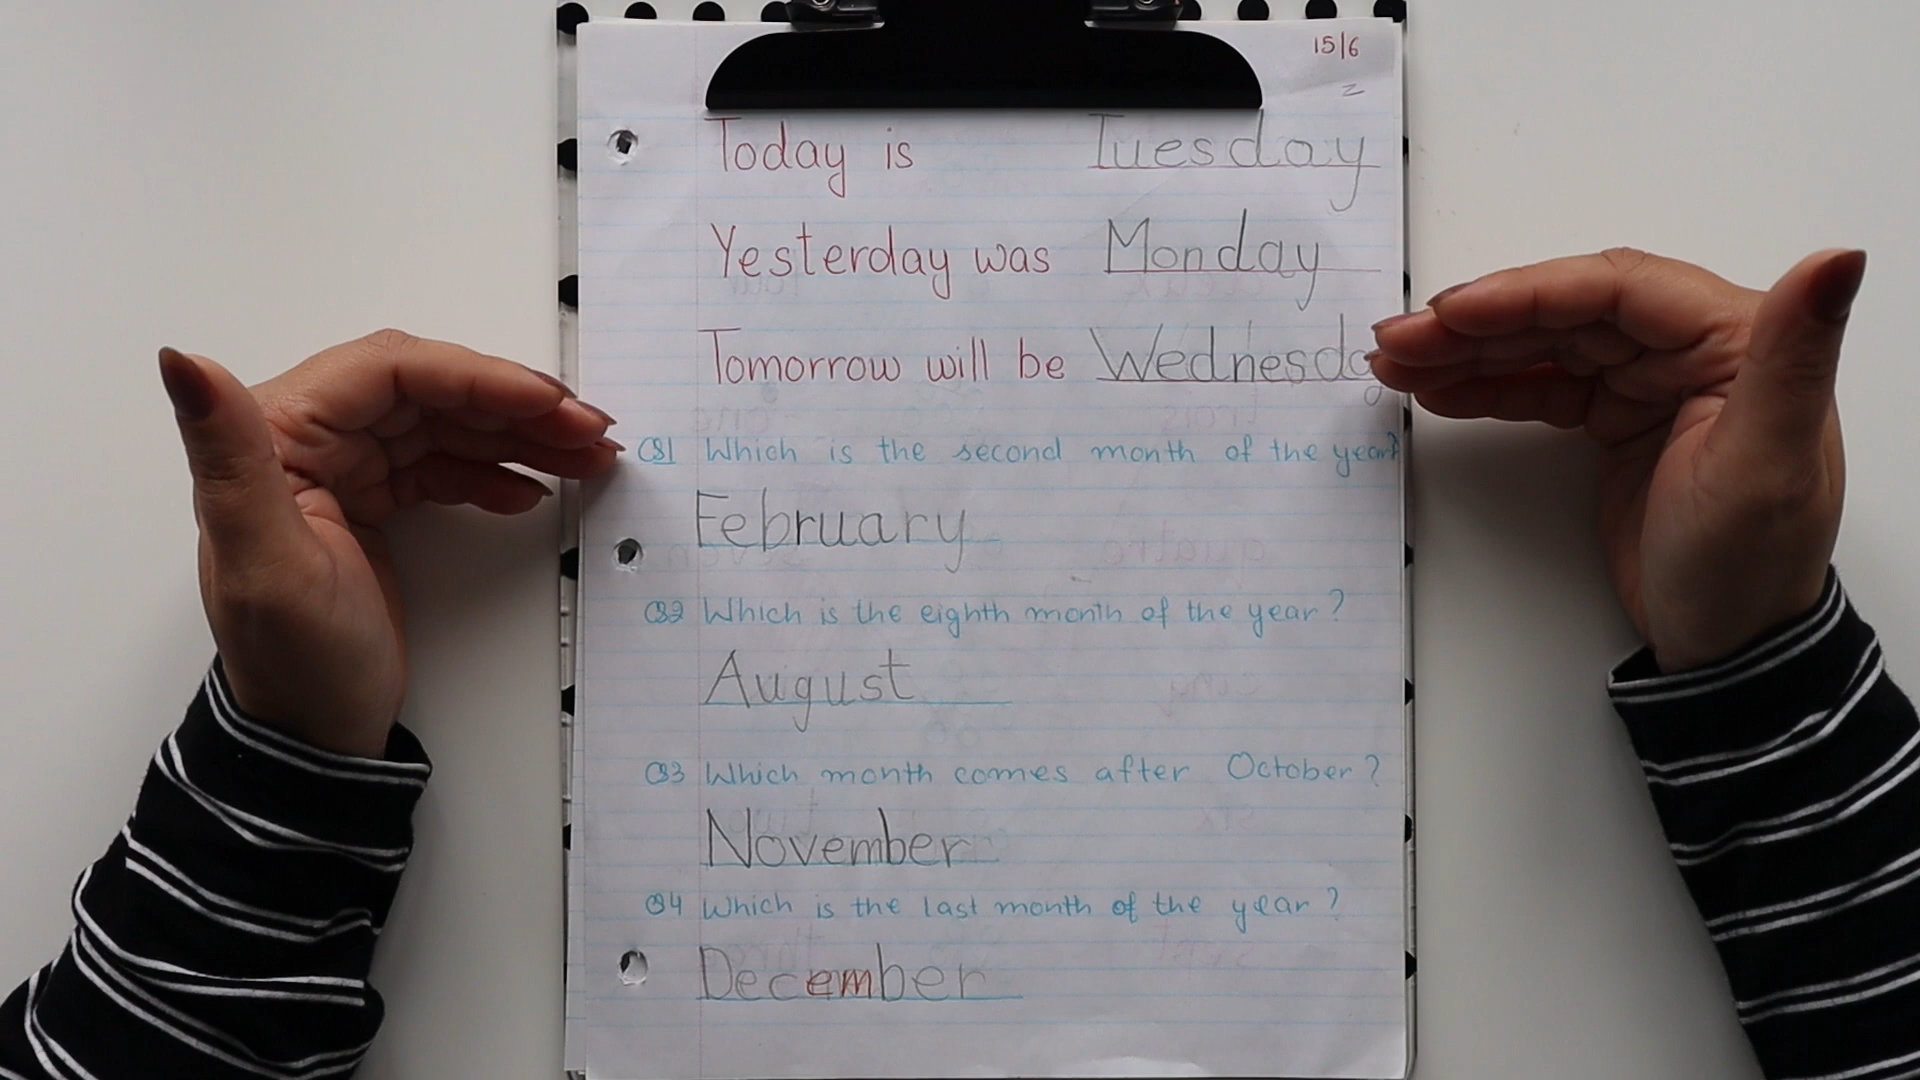 15/6
Today is Tuesday
Yesterday was Monday
Tomorrow will be Wednesday
Q1 Which is the second month of the year?
February
Q2 Which is the eighth month of the year?
August
Q3 Which month comes after October?
November
Q4 Which is the last month of the year?
December